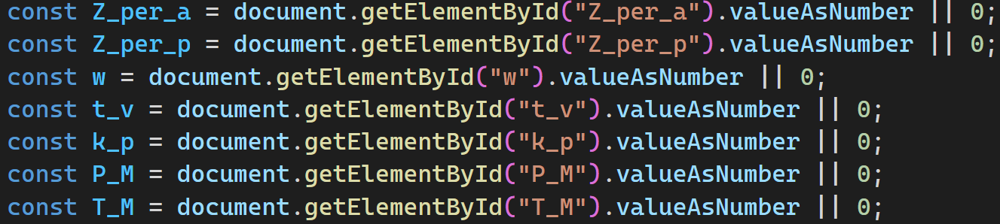 const Z_per_a = document.getElementById("Z_per_a").valueAsNumber || 0;
const Z_per_p = document.getElementById("Z_per_p").valueAsNumber || 0;
const w = document.getElementById("w").valueAsNumber || 0;
const t_v = document.getElementById("t_v").valueAsNumber || 0;
const k_p = document.getElementById("k_p").valueAsNumber || 0;
const P_M = document.getElementById("P_M").valueAsNumber || 0;
const T_M = document.getElementById("T_M").valueAsNumber || 0;